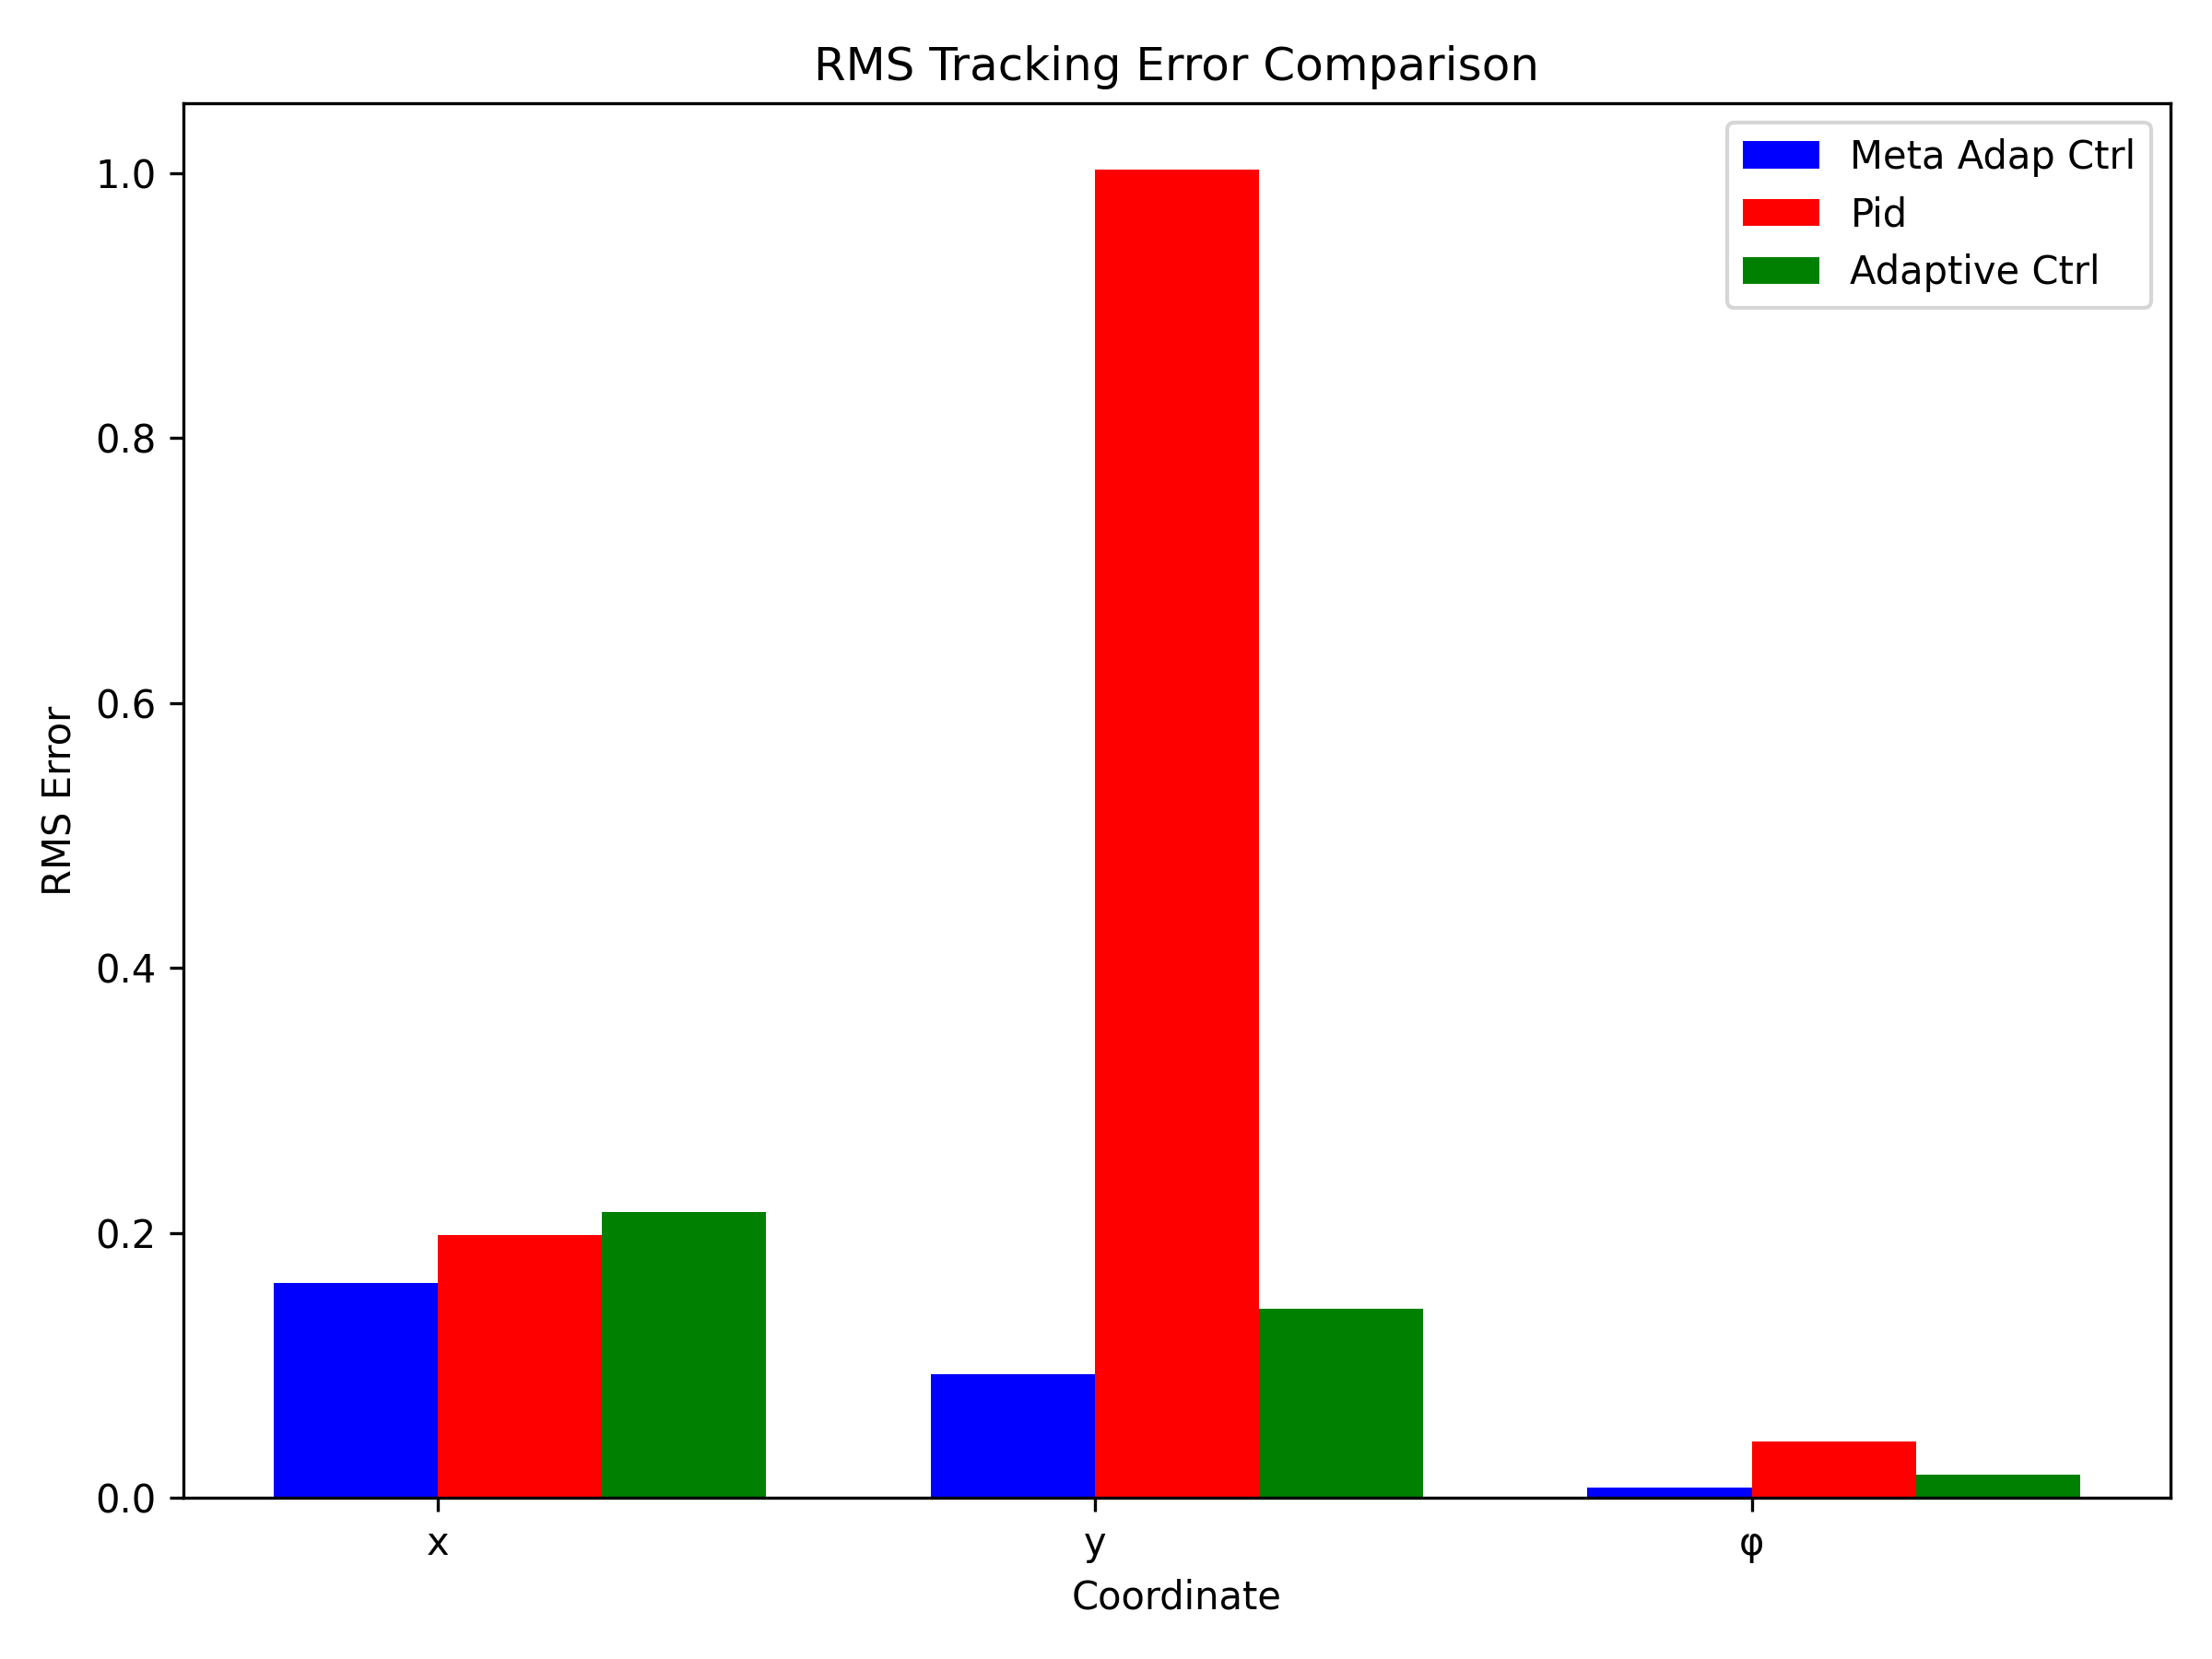 RMS Tracking Error Comparison
Meta Adap Ctrl
Pid
Adaptive Ctrl
RMS Error
1.0
0.8
0.6
0.4
0.2
0.0
x
y
φ
Coordinate